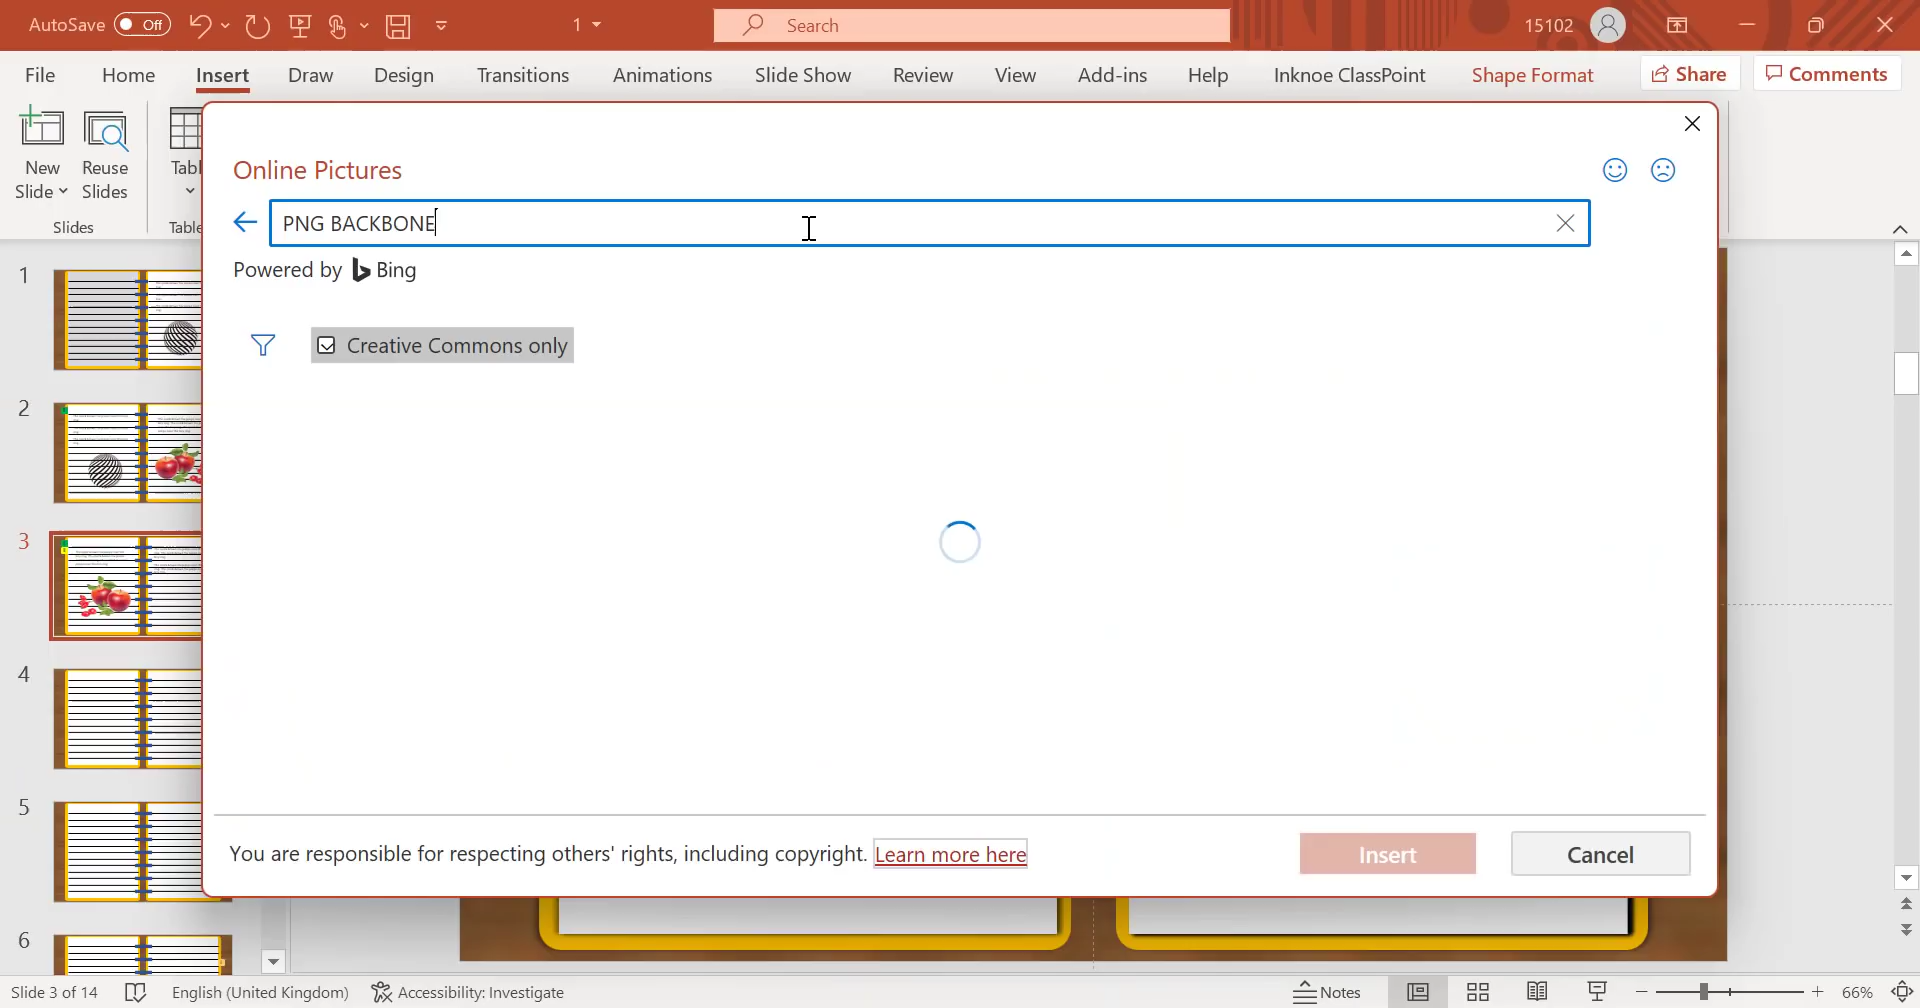 AutoSave Off 1 Search 15102
File Home Insert Draw Design Transitions Animations Slide Show Review View Add-ins Help Inknoe ClassPoint Shape Format Share Comments
New Slide
Reuse Slides
Tabl
Slides
Table
Online Pictures
PNG BACKBONE
Powered by Bing
Creative Commons only
1
2
3
4
5
6
You are responsible for respecting others' rights, including copyright. Learn more here
Insert Cancel
Slide 3 of 14 English (United Kingdom) Accessibility: Investigate Notes 66%